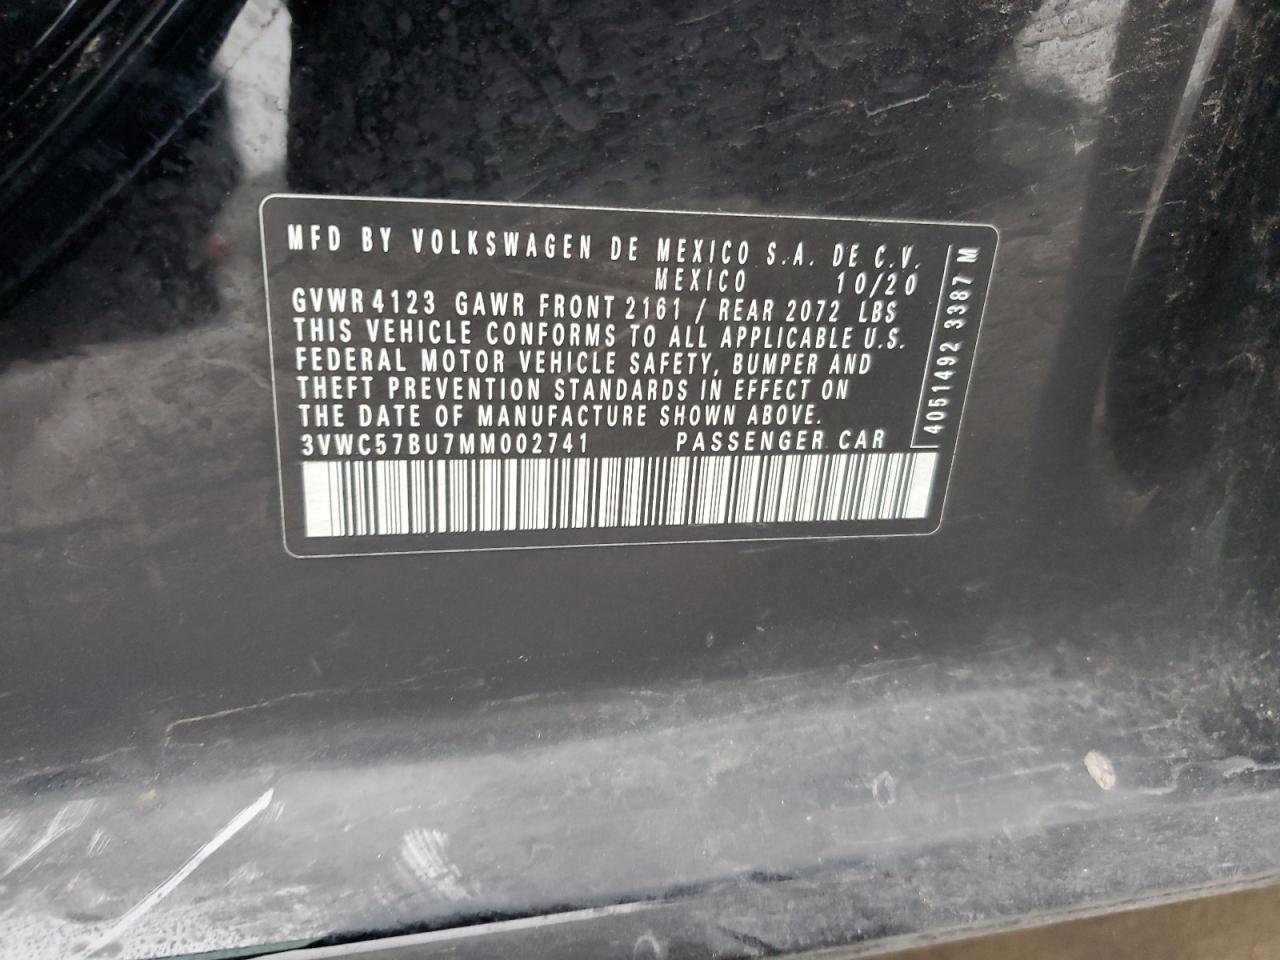 MFD BY VOLKSWAGEN DE MEXICO S.A. DE C.V.
MEXICO 10/20
GVWR 4123 GAWR FRONT 2161 / REAR 2072 LBS
THIS VEHICLE CONFORMS TO ALL APPLICABLE U.S.
FEDERAL MOTOR VEHICLE SAFETY, BUMPER AND
THEFT PREVENTION STANDARDS IN EFFECT ON
THE DATE OF MANUFACTURE SHOWN ABOVE.
3VWC57BU7MM002741 PASSENGER CAR
4051492 3387 M